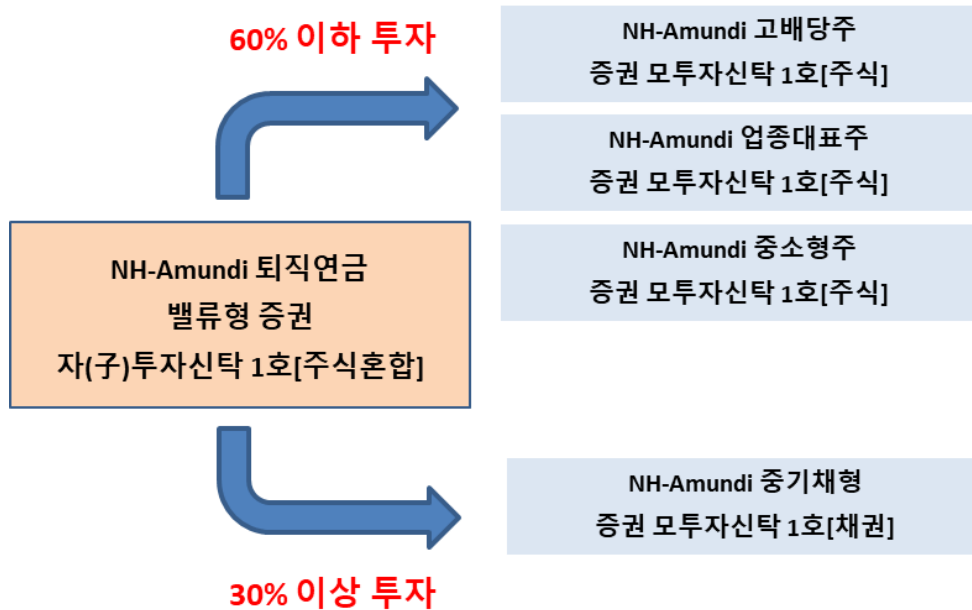 60% 이하 투자
NH-Amundi 고배당주
증권 모투자신탁 1호[주식]
NH-Amundi 업종대표주
증권 모투자신탁 1호[주식]
NH-Amundi 중소형주
증권 모투자신탁 1호[주식]
NH-Amundi 퇴직연금
밸류형 증권
자(子)투자신탁 1호[주식혼합]
NH-Amundi 중기채형
증권 모투자신탁 1호[채권]
30% 이상 투자